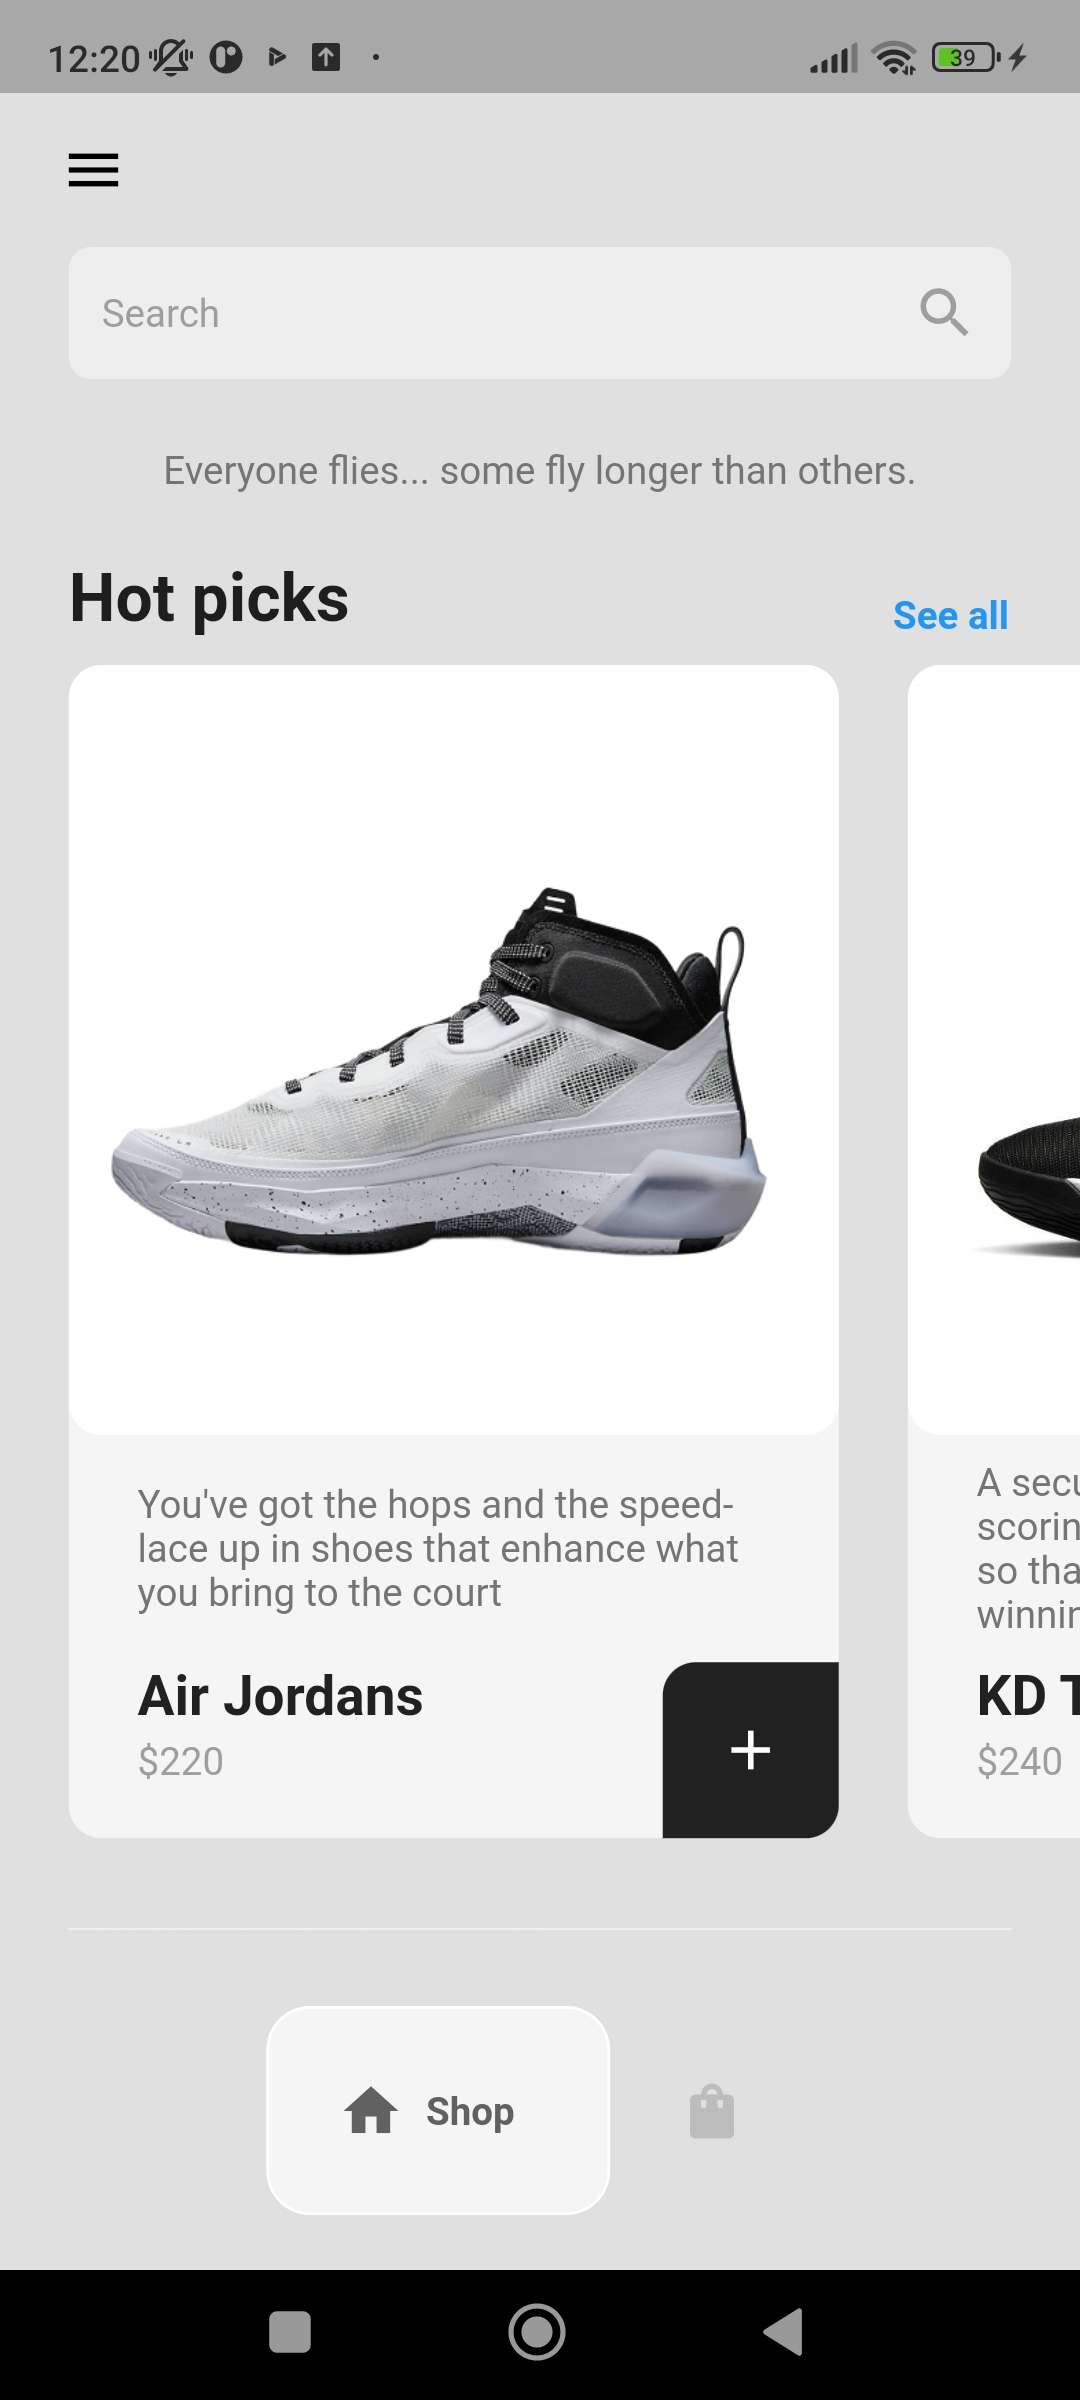 12:20
39
Search
Everyone flies... some fly longer than others.
Hot picks
See all
You've got the hops and the speed-
lace up in shoes that enhance what
you bring to the court
Air Jordans
$220
A secu
scorin
so tha
winnin
KD T
$240
Shop